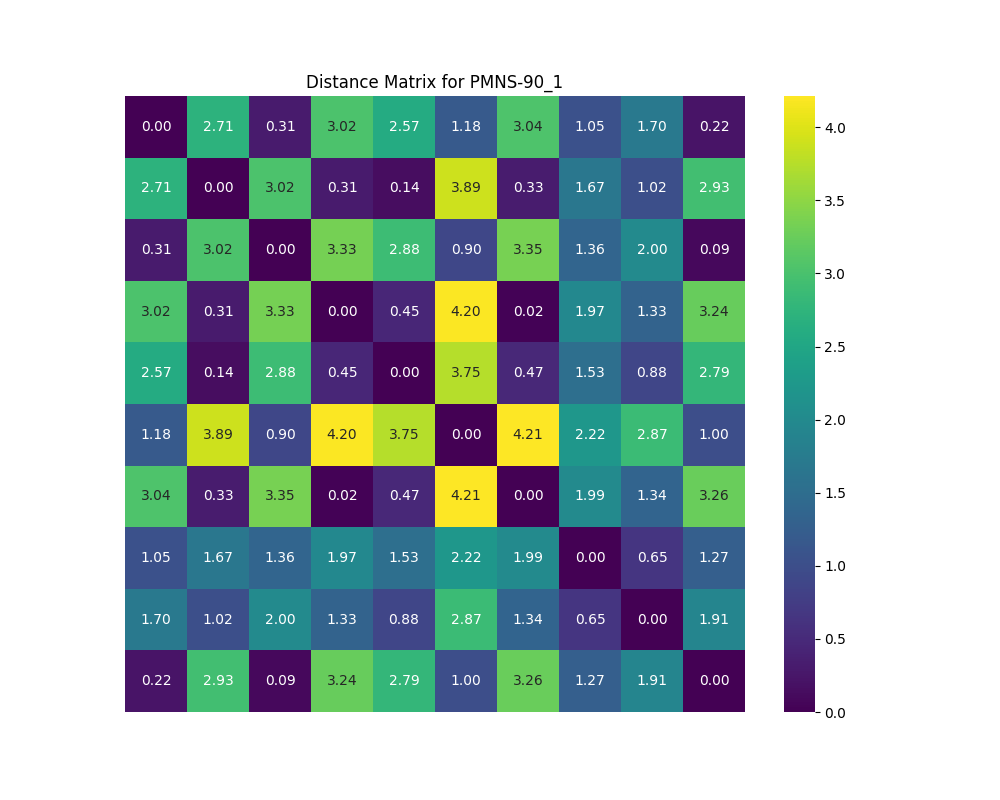 Distance Matrix for PMNS-90_1
0.00 2.71 0.31 3.02 2.57 1.18 3.04 1.05 1.70 0.22
2.71 0.00 3.02 0.31 0.14 3.89 0.33 1.67 1.02 2.93
0.31 3.02 0.00 3.33 2.88 0.90 3.35 1.36 2.00 0.09
3.02 0.31 3.33 0.00 0.45 4.20 0.02 1.97 1.33 3.24
2.57 0.14 2.88 0.45 0.00 3.75 0.47 1.53 0.88 2.79
1.18 3.89 0.90 4.20 3.75 0.00 4.21 2.22 2.87 1.00
3.04 0.33 3.35 0.02 0.47 4.21 0.00 1.99 1.34 3.26
1.05 1.67 1.36 1.97 1.53 2.22 1.99 0.00 0.65 1.27
1.70 1.02 2.00 1.33 0.88 2.87 1.34 0.65 0.00 1.91
0.22 2.93 0.09 3.24 2.79 1.00 3.26 1.27 1.91 0.00
4.0
3.5
3.0
2.5
2.0
1.5
1.0
0.5
0.0